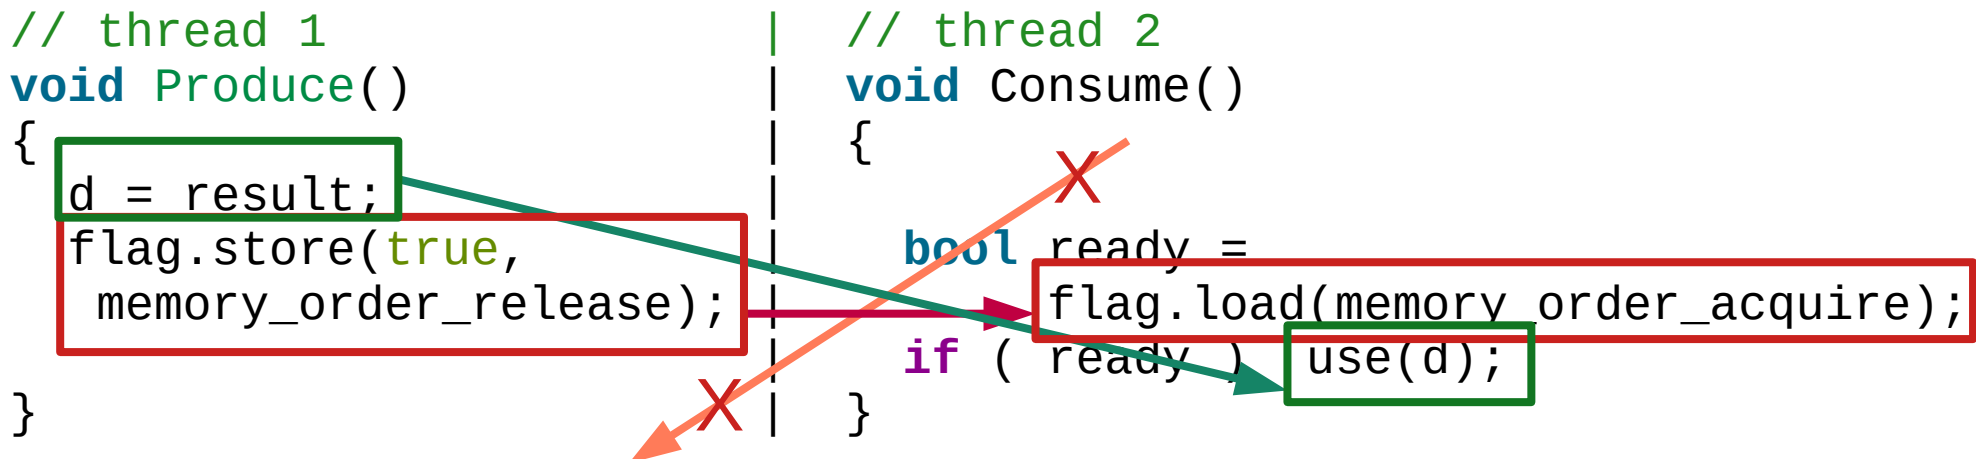 // thread 1 | // thread 2
void Produce() | void Consume()
{ | {
d = result; | X
flag.store(true, | bool ready =
memory_order_release); | flag.load(memory_order_acquire);
| if ( ready ) use(d);
} X | }